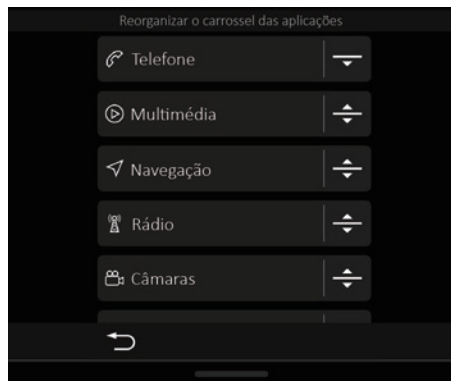 Reorganizar o carrossel das aplicações
Telefone
Multimédia
Navegação
Rádio
Câmaras